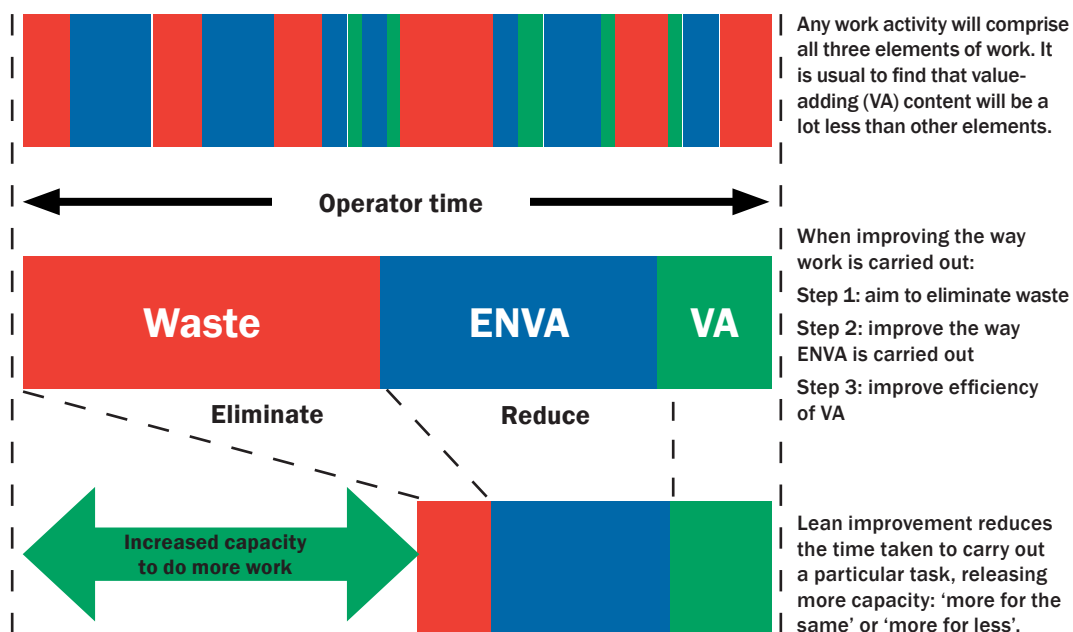 Any work activity will comprise
all three elements of work. It
is usual to find that value-
adding (VA) content will be a
lot less than other elements.
Operator time
When improving the way
work is carried out:
Step 1: aim to eliminate waste
Step 2: improve the way
ENVA is carried out
Step 3: improve efficiency
of VA
Waste
ENVA
VA
Eliminate
Reduce
Increased capacity
to do more work
Lean improvement reduces
the time taken to carry out
a particular task, releasing
more capacity: ‘more for the
same’ or ‘more for less’.